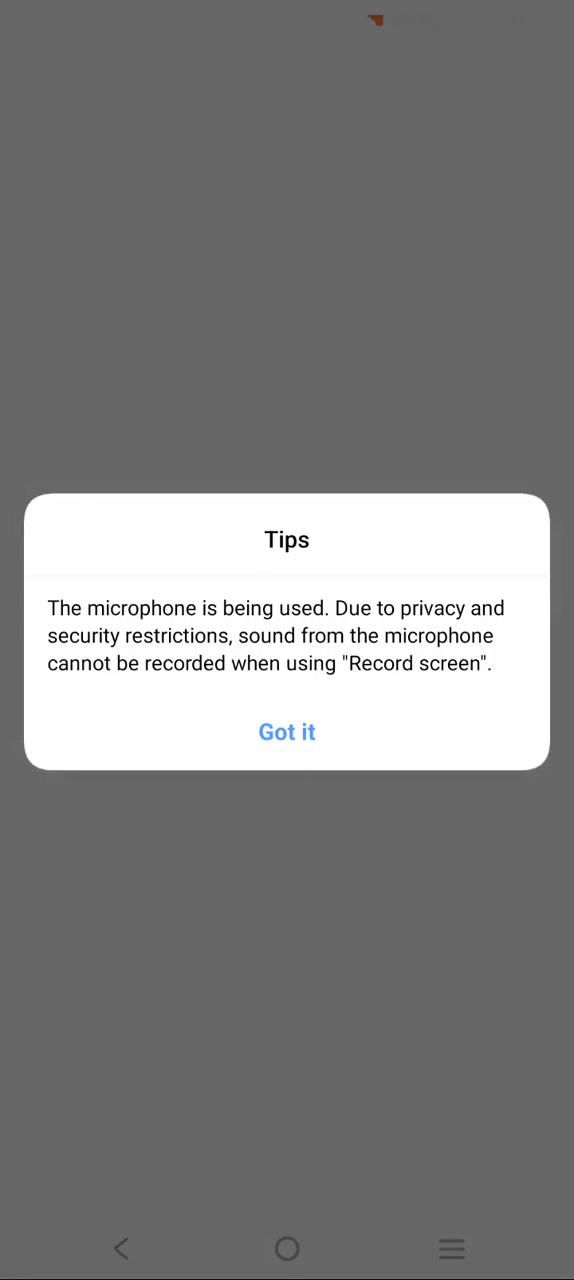 Tips
The microphone is being used. Due to privacy and
security restrictions, sound from the microphone
cannot be recorded when using "Record screen".
Got it